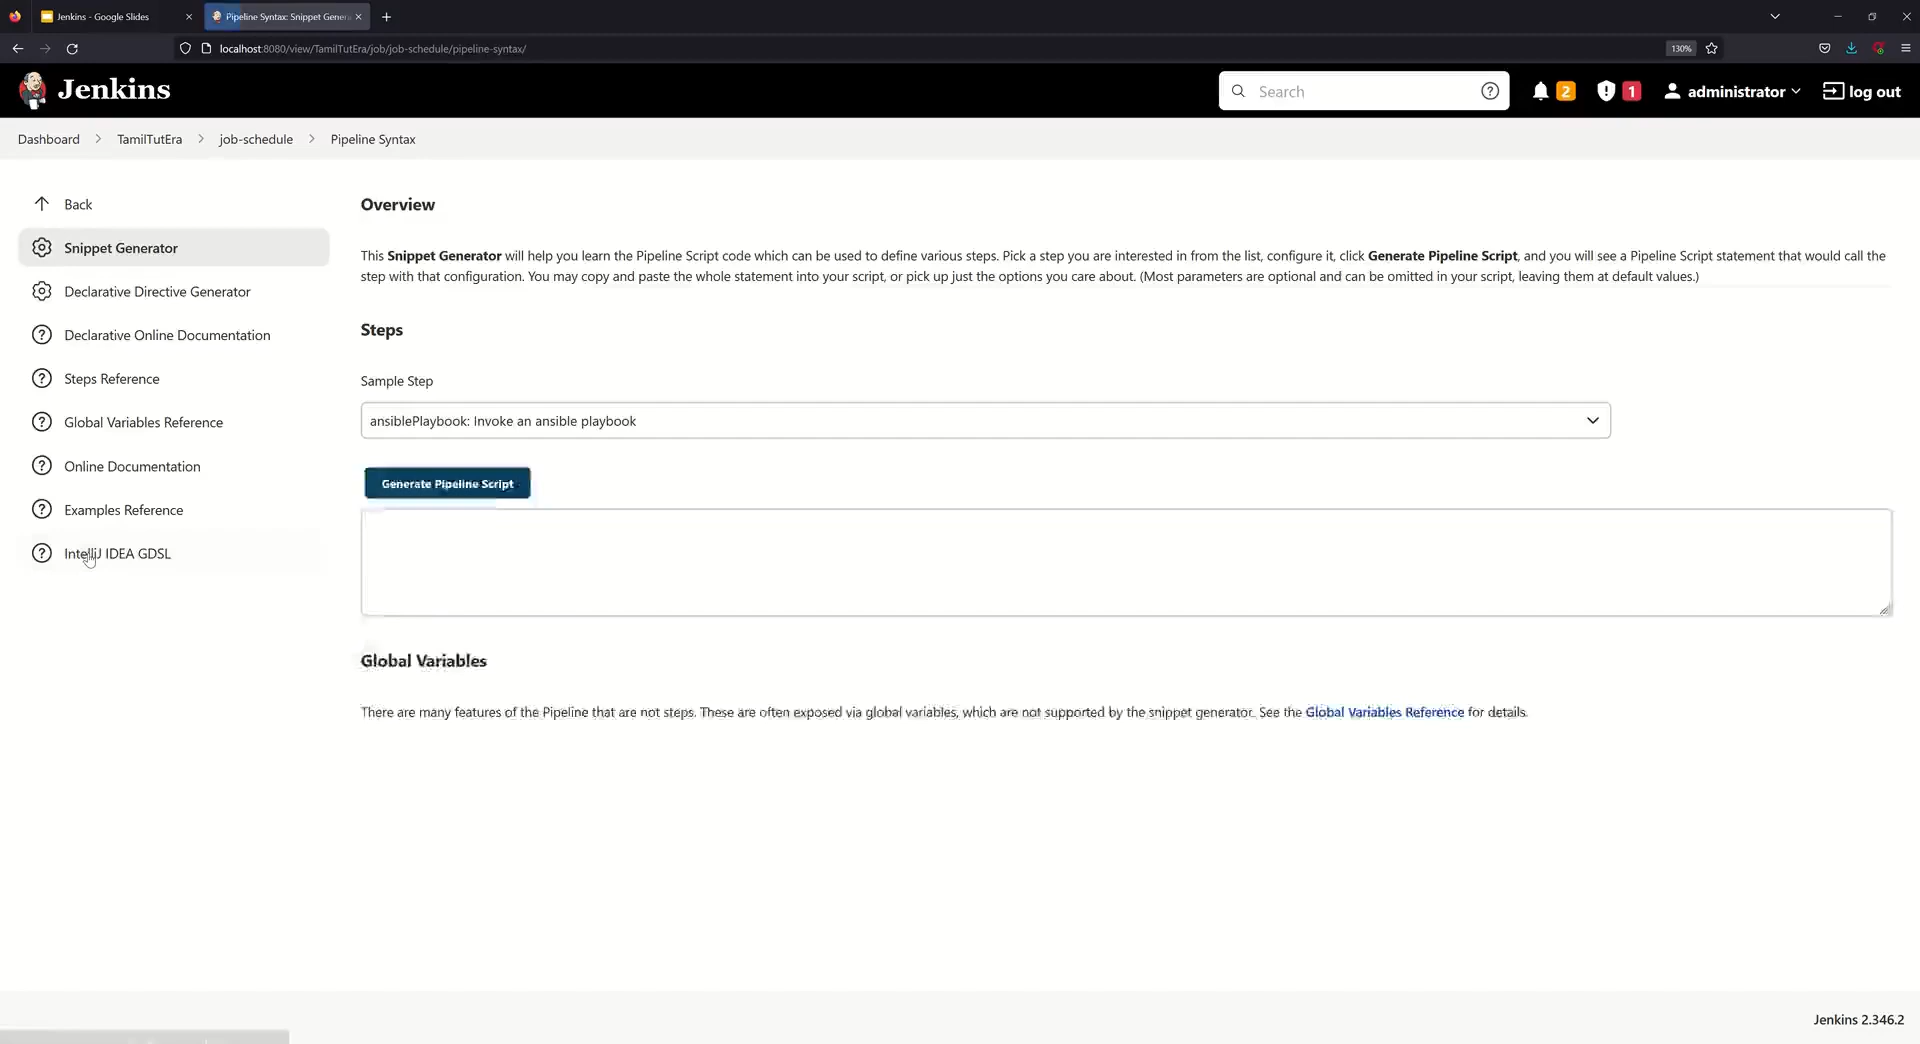 Jenkins - Google Slides
Pipeline Syntax: Snippet Genera
localhost:8080/view/TamilTutEra/job/job-schedule/pipeline-syntax/
130%
Jenkins
Search
2
1
administrator
log out
Dashboard
TamilTutEra
job-schedule
Pipeline Syntax
Back
Snippet Generator
Declarative Directive Generator
Declarative Online Documentation
Steps Reference
Global Variables Reference
Online Documentation
Examples Reference
IntelliJ IDEA GDSL
Overview
This Snippet Generator will help you learn the Pipeline Script code which can be used to define various steps. Pick a step you are interested in from the list, configure it, click Generate Pipeline Script, and you will see a Pipeline Script statement that would call the
step with that configuration. You may copy and paste the whole statement into your script, or pick up just the options you care about. (Most parameters are optional and can be omitted in your script, leaving them at default values.)
Steps
Sample Step
ansiblePlaybook: Invoke an ansible playbook
Generate Pipeline Script
Global Variables
There are many features of the Pipeline that are not steps. These are often exposed via global variables, which are not supported by the snippet generator. See the Global Variables Reference for details.
Jenkins 2.346.2